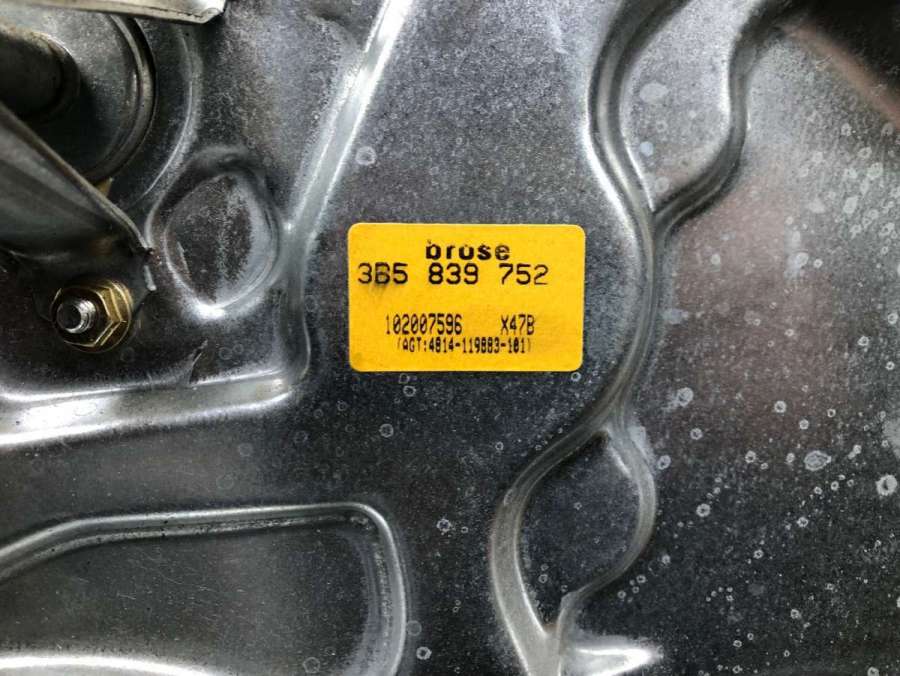 brose
3B5 839 752
102007596 X47B
(AGT:4814-119883-101)